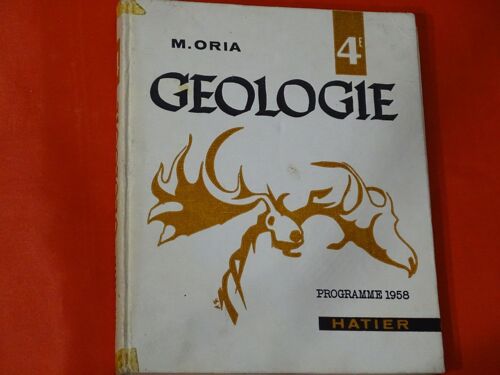 4E
M.ORIA
GEOLOGIE
PROGRAMME 1958
HATIER